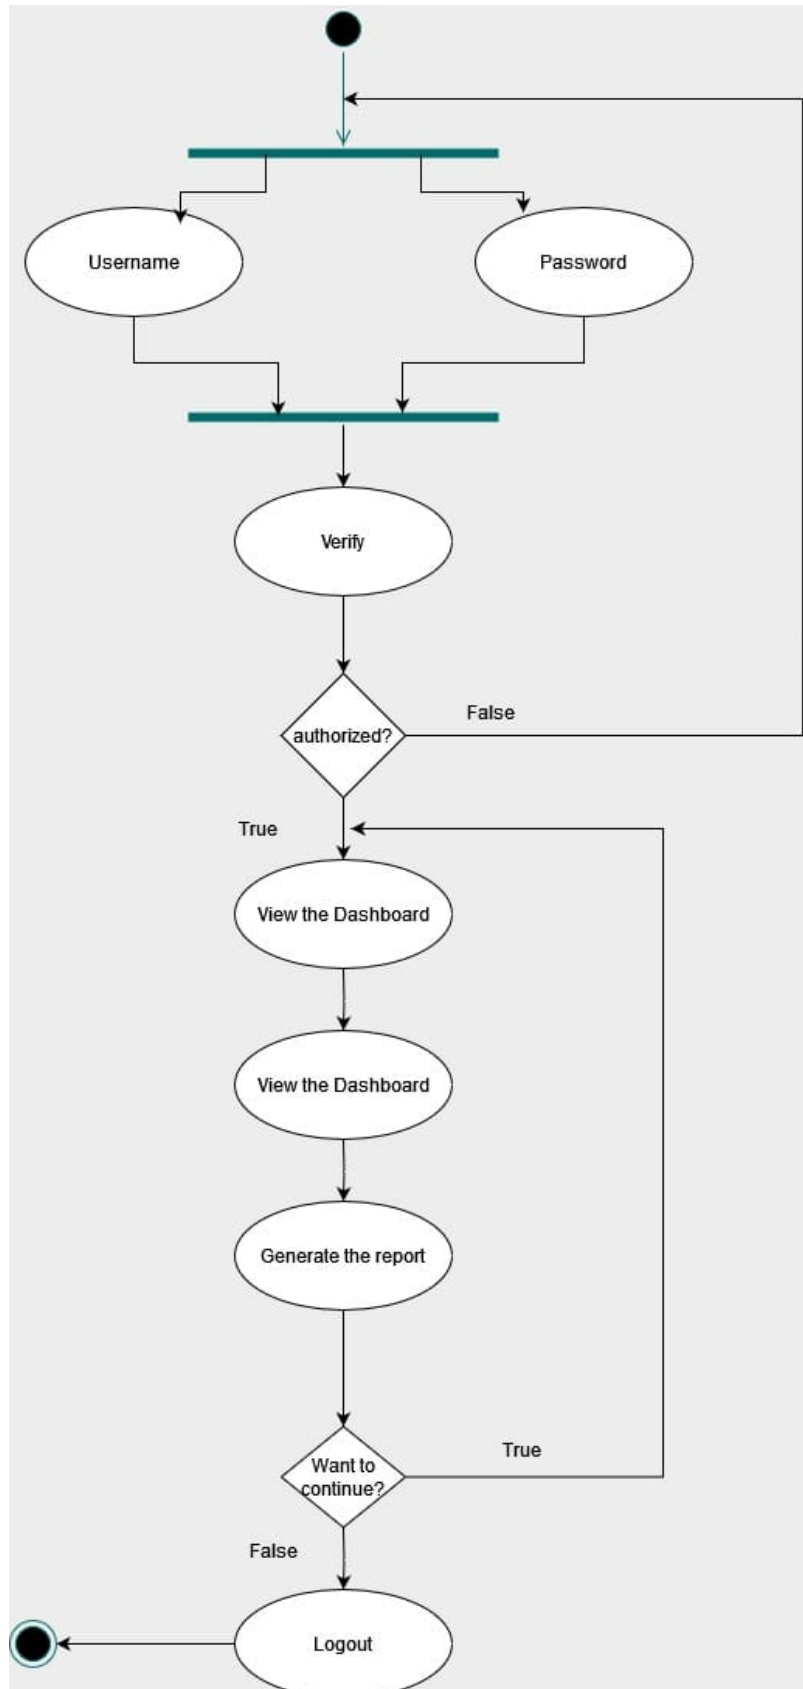 Username
Password
Verify
authorized?
False
True
View the Dashboard
View the Dashboard
Generate the report
Want to
continue?
True
False
Logout